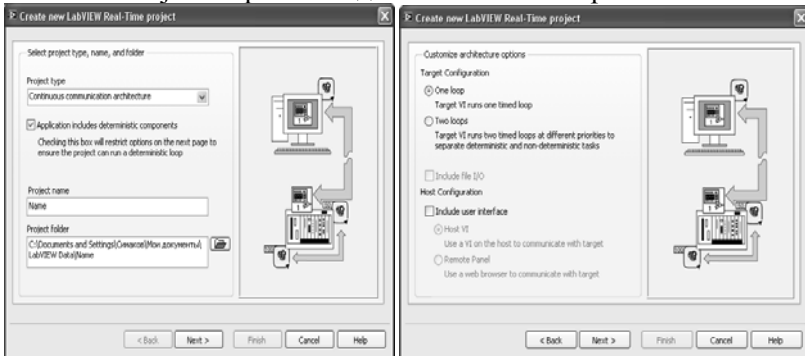 Create new LabVIEW Real-Time project
Select project type, name, and folder
Project type
Continuous communication architecture
Application includes deterministic components
Checking this box will restrict options on the next page to
ensure the project can run a deterministic loop
Project name
Name
Project folder
C:\Documents and Settings\Симаков\Мои документы\
LabVIEW Data\Name
< Back
Next >
Finish
Cancel
Help
Create new LabVIEW Real-Time project
Customize architecture options
Target Configuration
One loop
Target VI runs one timed loop
Two loops
Target VI runs two timed loops at different priorities to
separate deterministic and non-deterministic tasks
Include file I/O
Host Configuration
Include user interface
Host VI
Use a VI on the host to communicate with target
Remote Panel
Use a web browser to communicate with target
< Back
Next >
Finish
Cancel
Help